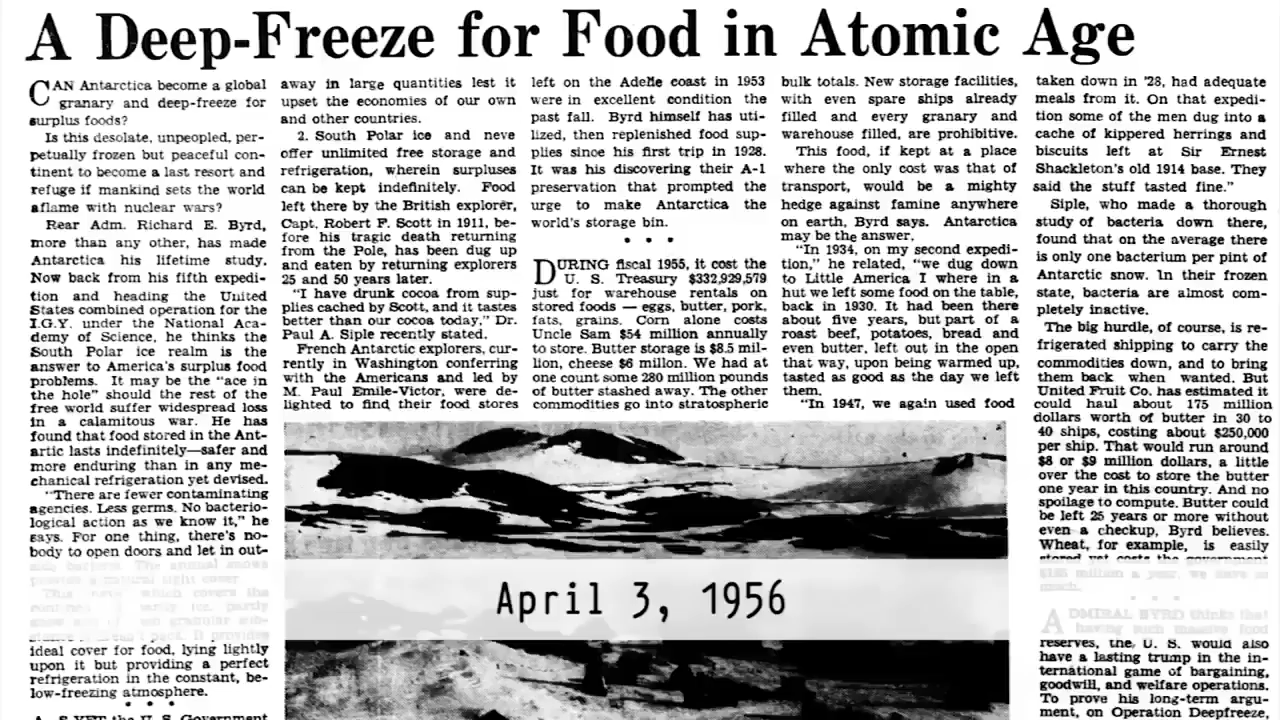 A Deep-Freeze for Food in Atomic Age
CAN Antarctica become a global
granary and deep-freeze for
surplus foods?
Is this desolate, unpeopled, per-
petually frozen but peaceful con-
tinent to become a last resort and
refuge if mankind sets the world
aflame with nuclear wars?
Rear Adm. Richard E. Byrd,
more than any other, has made
Antarctica his lifetime study.
Now back from his fifth expedi-
tion and heading the United
States combined operation for the
I.G.Y. under the National Aca-
demy of Science, he thinks the
South Polar ice realm is the
answer to America's surplus food
problems. It may be the "ace in
the hole" should the rest of the
free world suffer widespread loss
in a calamitous war. He has
found that food stored in the Ant-
artic lasts indefinitely—safer and
more enduring than in any me-
chanical refrigeration yet devised.
"There are fewer contaminating
agencies. Less germs. No bacterio-
logical action as we know it," he
says. For one thing, there's no-
body to open doors and let in out-
side bacteria. The annual snows
provide a natural tight cover.
This which covers the
partly
granular sub-
pack. It provides
ideal cover for food, lying lightly
upon it but providing a perfect
refrigeration in the constant, be-
low-freezing atmosphere.
• • •
AS YET the U. S. Government
away in large quantities lest it
upset the economies of our own
and other countries.
2. South Polar ice and neve
offer unlimited free storage and
refrigeration, wherein surpluses
can be kept indefinitely. Food
left there by the British explorer,
Capt. Robert F. Scott in 1911, be-
fore his tragic death returning
from the Pole, has been dug up
and eaten by returning explorers
25 and 50 years later.
"I have drunk cocoa from sup-
plies cached by Scott, and it tastes
better than our cocoa today," Dr.
Paul A. Siple recently stated.
French Antarctic explorers, cur-
rently in Washington conferring
with the Americans and led by
M. Paul Emile-Victor, were de-
lighted to find their food stores
left on the Adelie coast in 1953
were in excellent condition the
past fall. Byrd himself has uti-
lized, then replenished food sup-
plies since his first trip in 1928.
It was his discovering their A-1
preservation that prompted the
urge to make Antarctica the
world's storage bin.
• • •
DURING fiscal 1955, it cost the
U. S. Treasury $332,929,579
just for warehouse rentals on
stored foods — eggs, butter, pork,
fats, grains. Corn alone costs
Uncle Sam $54 million annually
to store. Butter storage is $8.5 mil-
lion, cheese $6 millon. We had at
one count some 280 million pounds
of butter stashed away. The other
commodities go into stratospheric
bulk totals. New storage facilities,
with even spare ships already
filled and every granary and
warehouse filled, are prohibitive.
This food, if kept at a place
where the only cost was that of
transport, would be a mighty
hedge against famine anywhere
on earth, Byrd says. Antarctica
may be the answer.
"In 1934, on my second expedi-
tion," he related, "we dug down
to Little America I where in a
hut we left some food on the table,
back in 1930. It had been there
about five years, but part of a
roast beef, potatoes, bread and
even butter, left out in the open
that way, upon being warmed up,
tasted as good as the day we left
them.
"In 1947, we again used food
taken down in '28, had adequate
meals from it. On that expedi-
tion some of the men dug into a
cache of kippered herrings and
biscuits left at Sir Ernest
Shackleton's old 1914 base. They
said the stuff tasted fine."
Siple, who made a thorough
study of bacteria down there,
found that on the average there
is only one bacterium per pint of
Antarctic snow. In their frozen
state, bacteria are almost com-
pletely inactive.
The big hurdle, of course, is re-
frigerated shipping to carry the
commodities down, and to bring
them back when wanted. But
United Fruit Co. has estimated it
could haul about 175 million
dollars worth of butter in 30 to
40 ships, costing about $250,000
per ship. That would run around
$8 or $9 million dollars, a little
over the cost to store the butter
one year in this country. And no
spoilage to compute. Butter could
be left 25 years or more without
even a checkup, Byrd believes.
Wheat, for example, is easily
stored yet costs the government
million a year. we have so
much.
• • •
ADMIRAL BYRD thinks that
having such massive food
reserves, the U. S. would also
have a lasting trump in the in-
ternational game of bargaining,
goodwill, and welfare operations.
To prove his long-term argu-
ment, on Operation Deepfreeze,
April 3, 1956